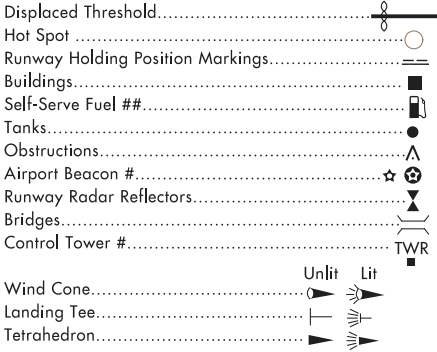 Displaced Threshold
Hot Spot
Runway Holding Position Markings
Buildings
Self-Serve Fuel ##
Tanks
Obstructions
Airport Beacon #
Runway Radar Reflectors
Bridges
Control Tower # TWR
Unlit Lit
Wind Cone
Landing Tee
Tetrahedron